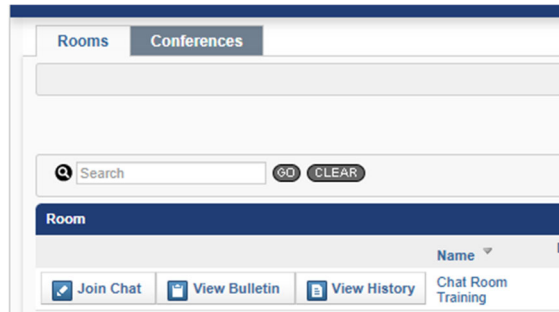 Rooms Conferences
Search GO CLEAR
Room
Name
Join Chat View Bulletin View History Chat Room
Training